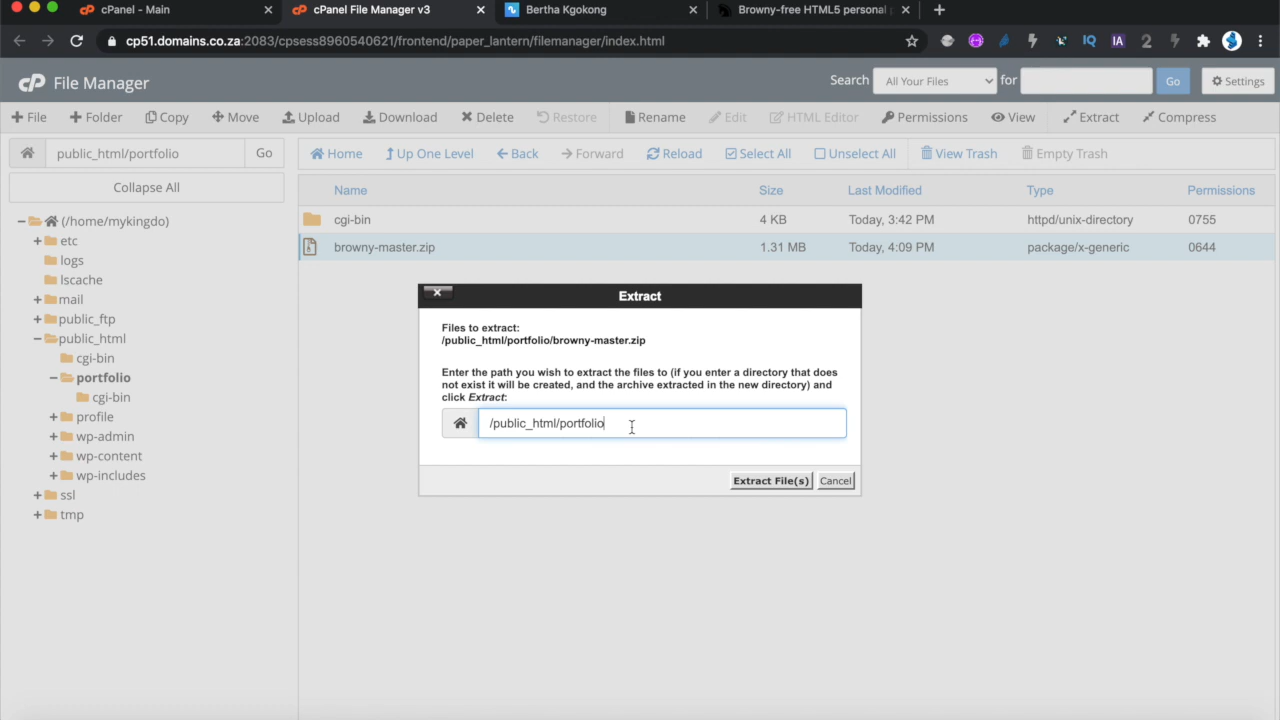 cPanel - Main
cPanel File Manager v3
Bertha Kgokong
Browny-free HTML5 personal p
cp51.domains.co.za:2083/cpsess8960540621/frontend/paper_lantern/filemanager/index.html
IQ
IA
2
cP File Manager
Search All Your Files for Go Settings
File Folder Copy Move Upload Download Delete Restore Rename Edit HTML Editor Permissions View Extract Compress
public_html/portfolio Go
Home Up One Level Back Forward Reload Select All Unselect All View Trash Empty Trash
Collapse All
Name Size Last Modified Type Permissions
cgi-bin 4 KB Today, 3:42 PM httpd/unix-directory 0755
browny-master.zip 1.31 MB Today, 4:09 PM package/x-generic 0644
(/home/mykingdo)
etc
logs
lscache
mail
public_ftp
public_html
cgi-bin
portfolio
cgi-bin
profile
wp-admin
wp-content
wp-includes
ssl
tmp
Extract
Files to extract:
/public_html/portfolio/browny-master.zip
Enter the path you wish to extract the files to (if you enter a directory that does
not exist it will be created, and the archive extracted in the new directory) and
click Extract:
/public_html/portfolio
Extract File(s) Cancel